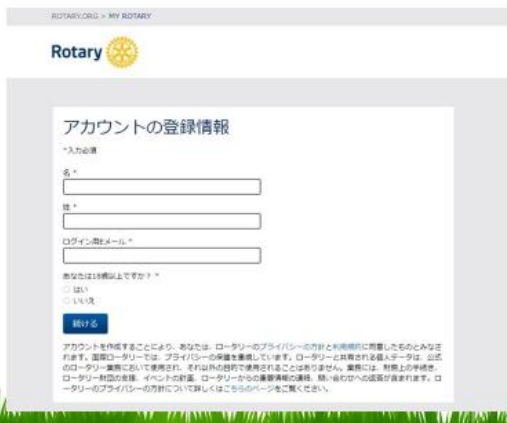 ROTARY.ORG > MY ROTARY
Rotary
アカウントの登録情報
*入力必須
名 *
姓 *
ログイン用Eメール *
あなたは18歳以上ですか？ *
はい
いいえ
続ける
アカウントを作成することにより、あなたは、ロータリーのプライバシーの方針と利用規約に同意したものとみなさ
れます。国際ロータリーでは、プライバシーの保護を重視しています。ロータリーと共有される個人データは、公式
のロータリー業務において使用され、それ以外の目的で使用されることはありません。業務には、財務上の手続き、
ロータリー財団の支援、イベントの計画、ロータリーからの重要情報の連絡、問い合わせへの返答が含まれます。ロ
ータリーのプライバシーの方針について詳しくはこちらのページをご覧ください。